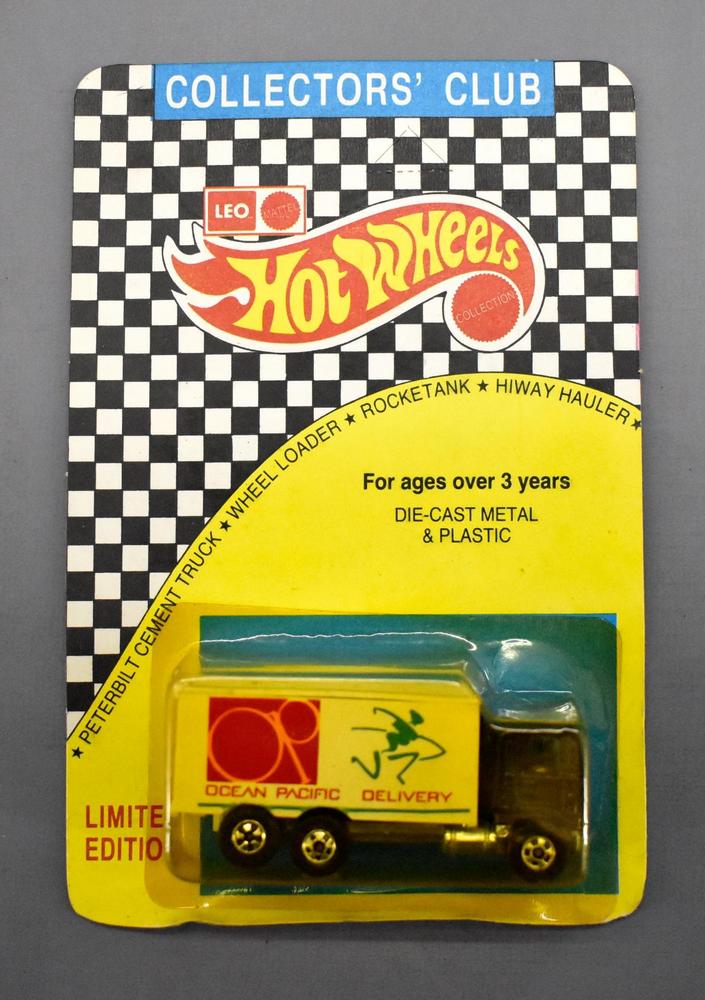 COLLECTORS' CLUB
LEO MATTEL
HOT WHEELS
COLLECTION
★ PETERBILT CEMENT TRUCK ★ WHEEL LOADER ★ ROCKETANK ★ HIWAY HAULER ★
For ages over 3 years
DIE-CAST METAL
& PLASTIC
OP
OCEAN PACIFIC DELIVERY
LIMITE
EDITIO